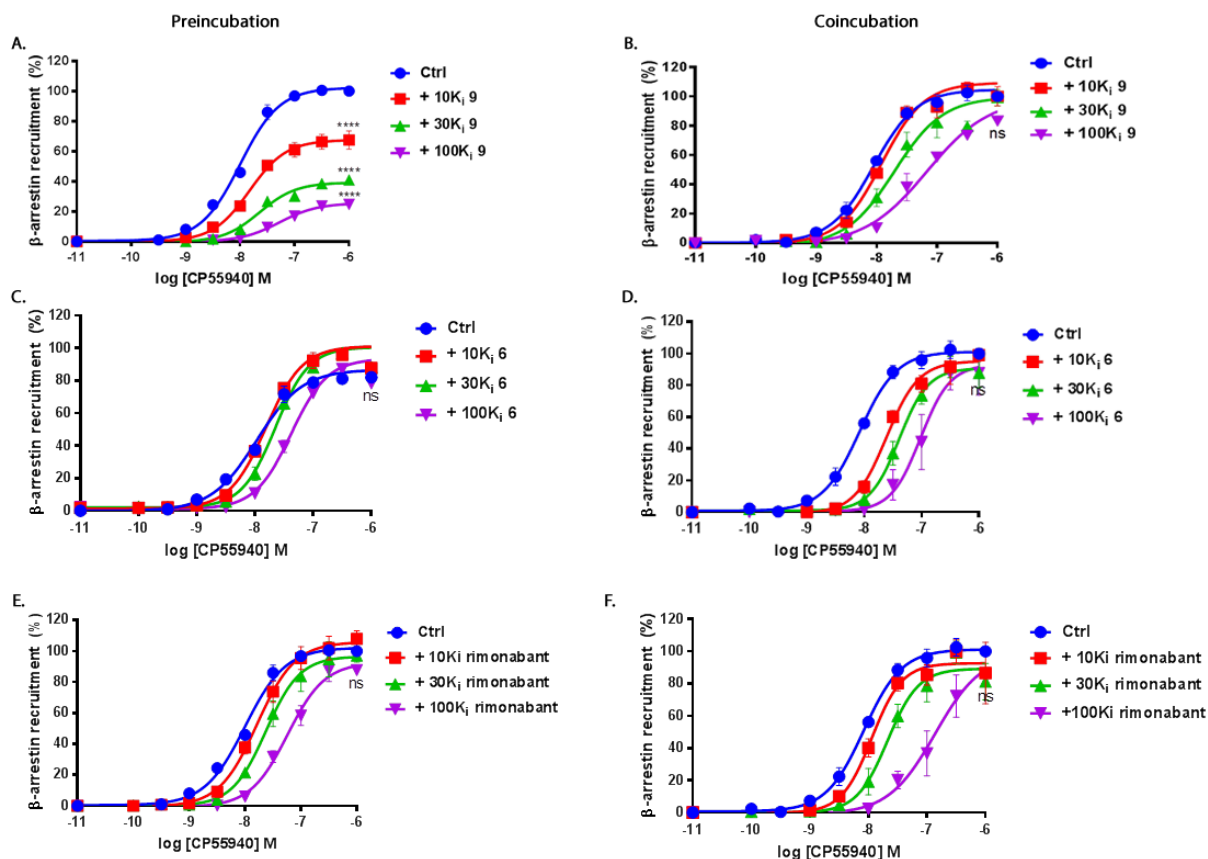 Preincubation
Coincubation
A.
β-arrestin recruitment (%)
120
100
80
60
40
20
0
-11
-10
-9
-8
-7
-6
log [CP55940] M
****
****
****
Ctrl
+ 10Kᵢ 9
+ 30Kᵢ 9
+ 100Kᵢ 9
B.
β-arrestin recruitment (%)
120
100
80
60
40
20
0
-11
-10
-9
-8
-7
-6
log [CP55940] M
ns
Ctrl
+ 10Kᵢ 9
+ 30Kᵢ 9
+ 100Kᵢ 9
C.
β-arrestin recruitment (%)
120
100
80
60
40
20
0
-11
-10
-9
-8
-7
-6
log [CP55940] M
ns
Ctrl
+ 10Kᵢ 6
+ 30Kᵢ 6
+ 100Kᵢ 6
D.
β-arrestin recruitment (%)
120
100
80
60
40
20
0
-11
-10
-9
-8
-7
-6
log [CP55940] M
ns
Ctrl
+ 10Kᵢ 6
+ 30Kᵢ 6
+ 100Kᵢ 6
E.
β-arrestin recruitment (%)
120
100
80
60
40
20
0
-11
-10
-9
-8
-7
-6
log [CP55940] M
ns
Ctrl
+ 10Ki rimonabant
+ 30Kᵢ rimonabant
+ 100Kᵢ rimonabant
F.
β-arrestin recruitment (%)
120
100
80
60
40
20
0
-11
-10
-9
-8
-7
-6
log [CP55940] M
ns
Ctrl
+ 10Ki rimonabant
+ 30Kᵢ rimonabant
+100Ki rimonabant